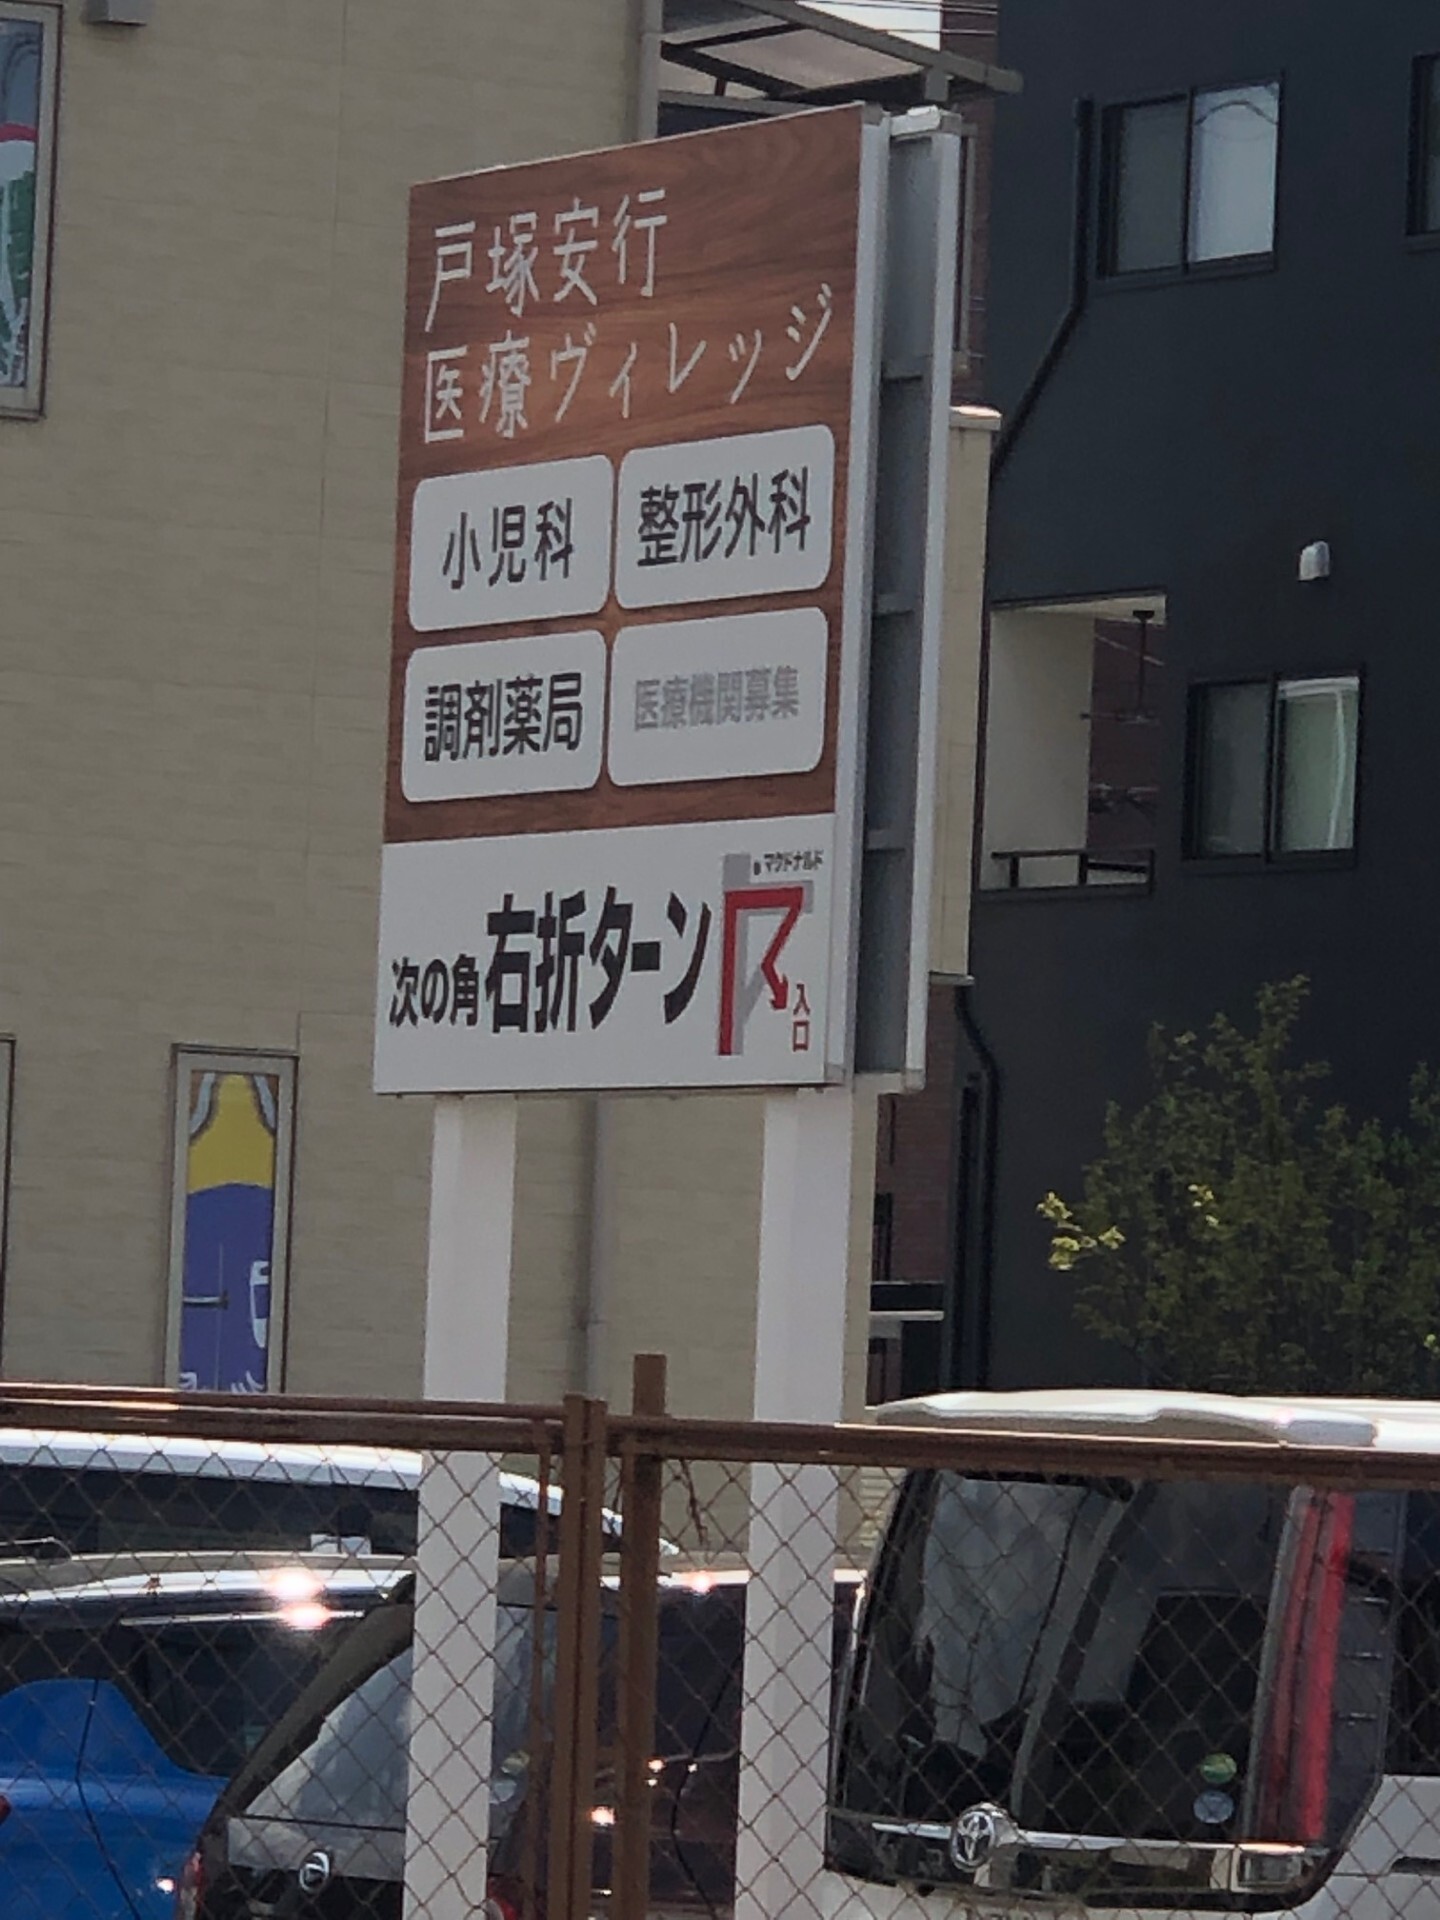 戸塚安行
医療ヴィレッジ
小児科
整形外科
調剤薬局
医療機関募集
マクドナルド
次の角右折ターン
入口